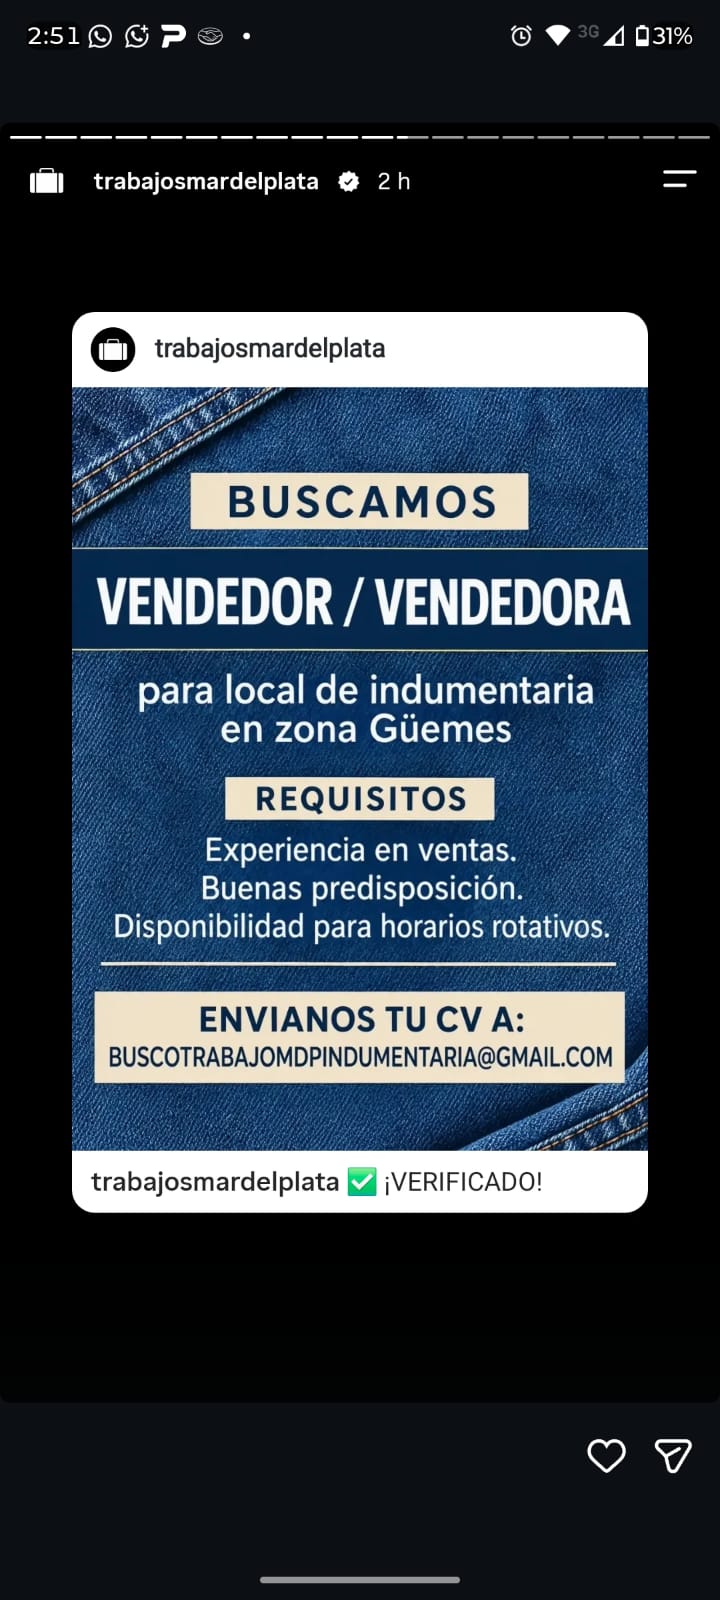 2:51
3G
31%
trabajosmardelplata 2 h
trabajosmardelplata
BUSCAMOS
VENDEDOR / VENDEDORA
para local de indumentaria
en zona Güemes
REQUISITOS
Experiencia en ventas.
Buenas predisposición.
Disponibilidad para horarios rotativos.
ENVIANOS TU CV A:
BUSCOTRABAJOMDPINDUMENTARIA@GMAIL.COM
trabajosmardelplata ✅ ¡VERIFICADO!